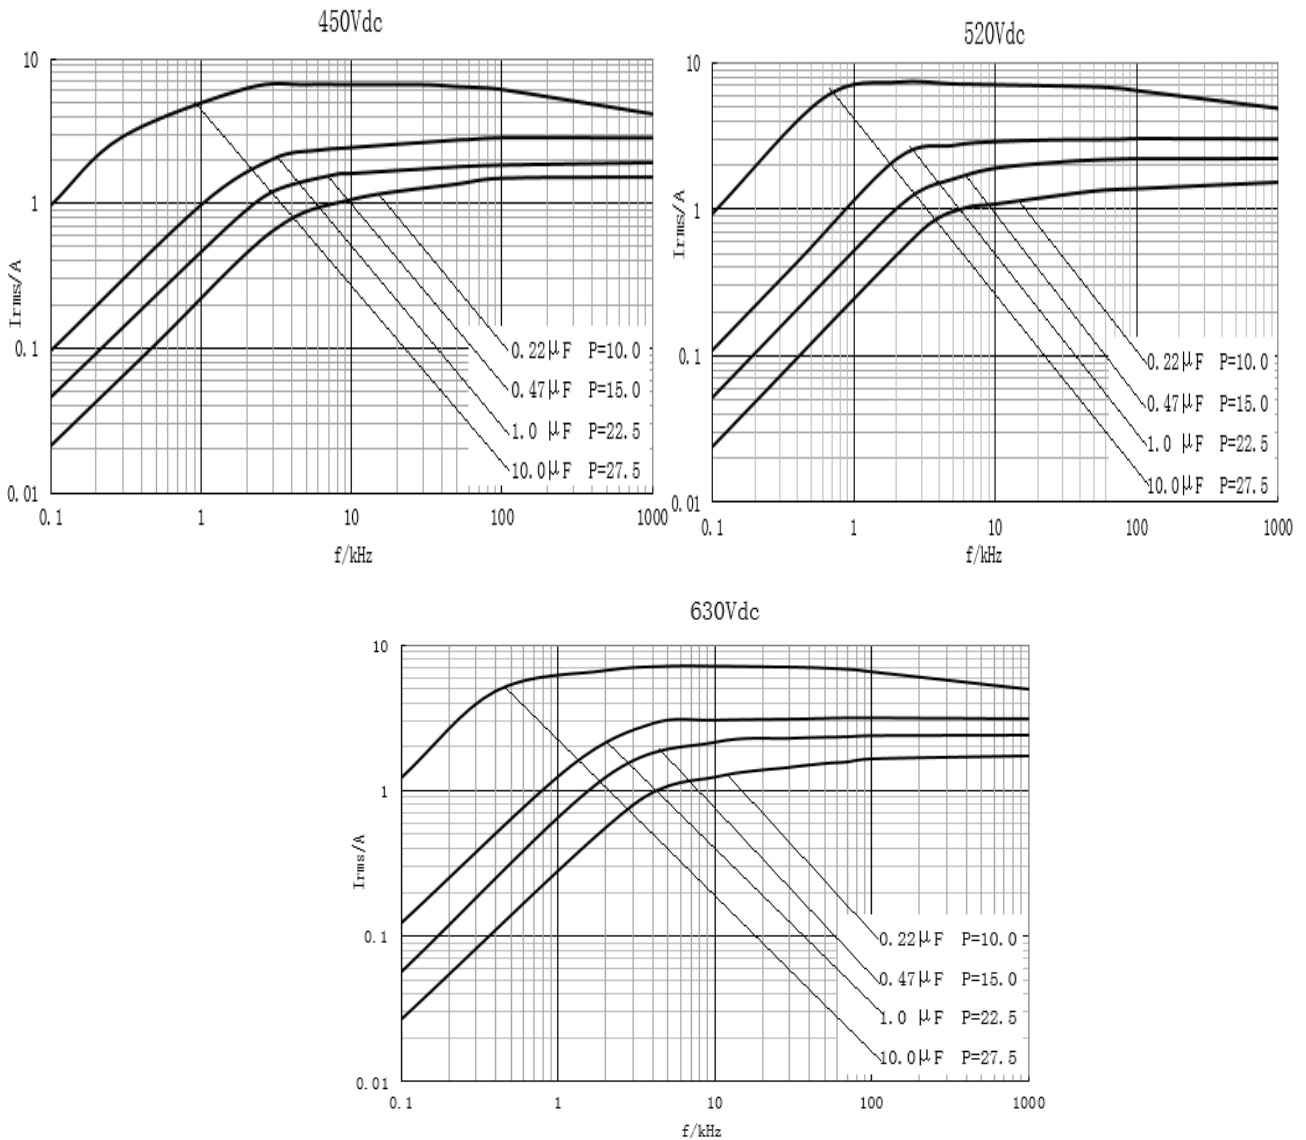 450Vdc
10
1
0.1
0.01
Irms/A
0.22μF P=10.0
0.47μF P=15.0
1.0 μF P=22.5
10.0μF P=27.5
0.1 1 10 100 1000
f/kHz
520Vdc
10
1
0.1
0.01
Irms/A
0.22μF P=10.0
0.47μF P=15.0
1.0 μF P=22.5
10.0μF P=27.5
0.1 1 10 100 1000
f/kHz
630Vdc
10
1
0.1
0.01
Irms/A
0.22μF P=10.0
0.47μF P=15.0
1.0 μF P=22.5
10.0μF P=27.5
0.1 1 10 100 1000
f/kHz